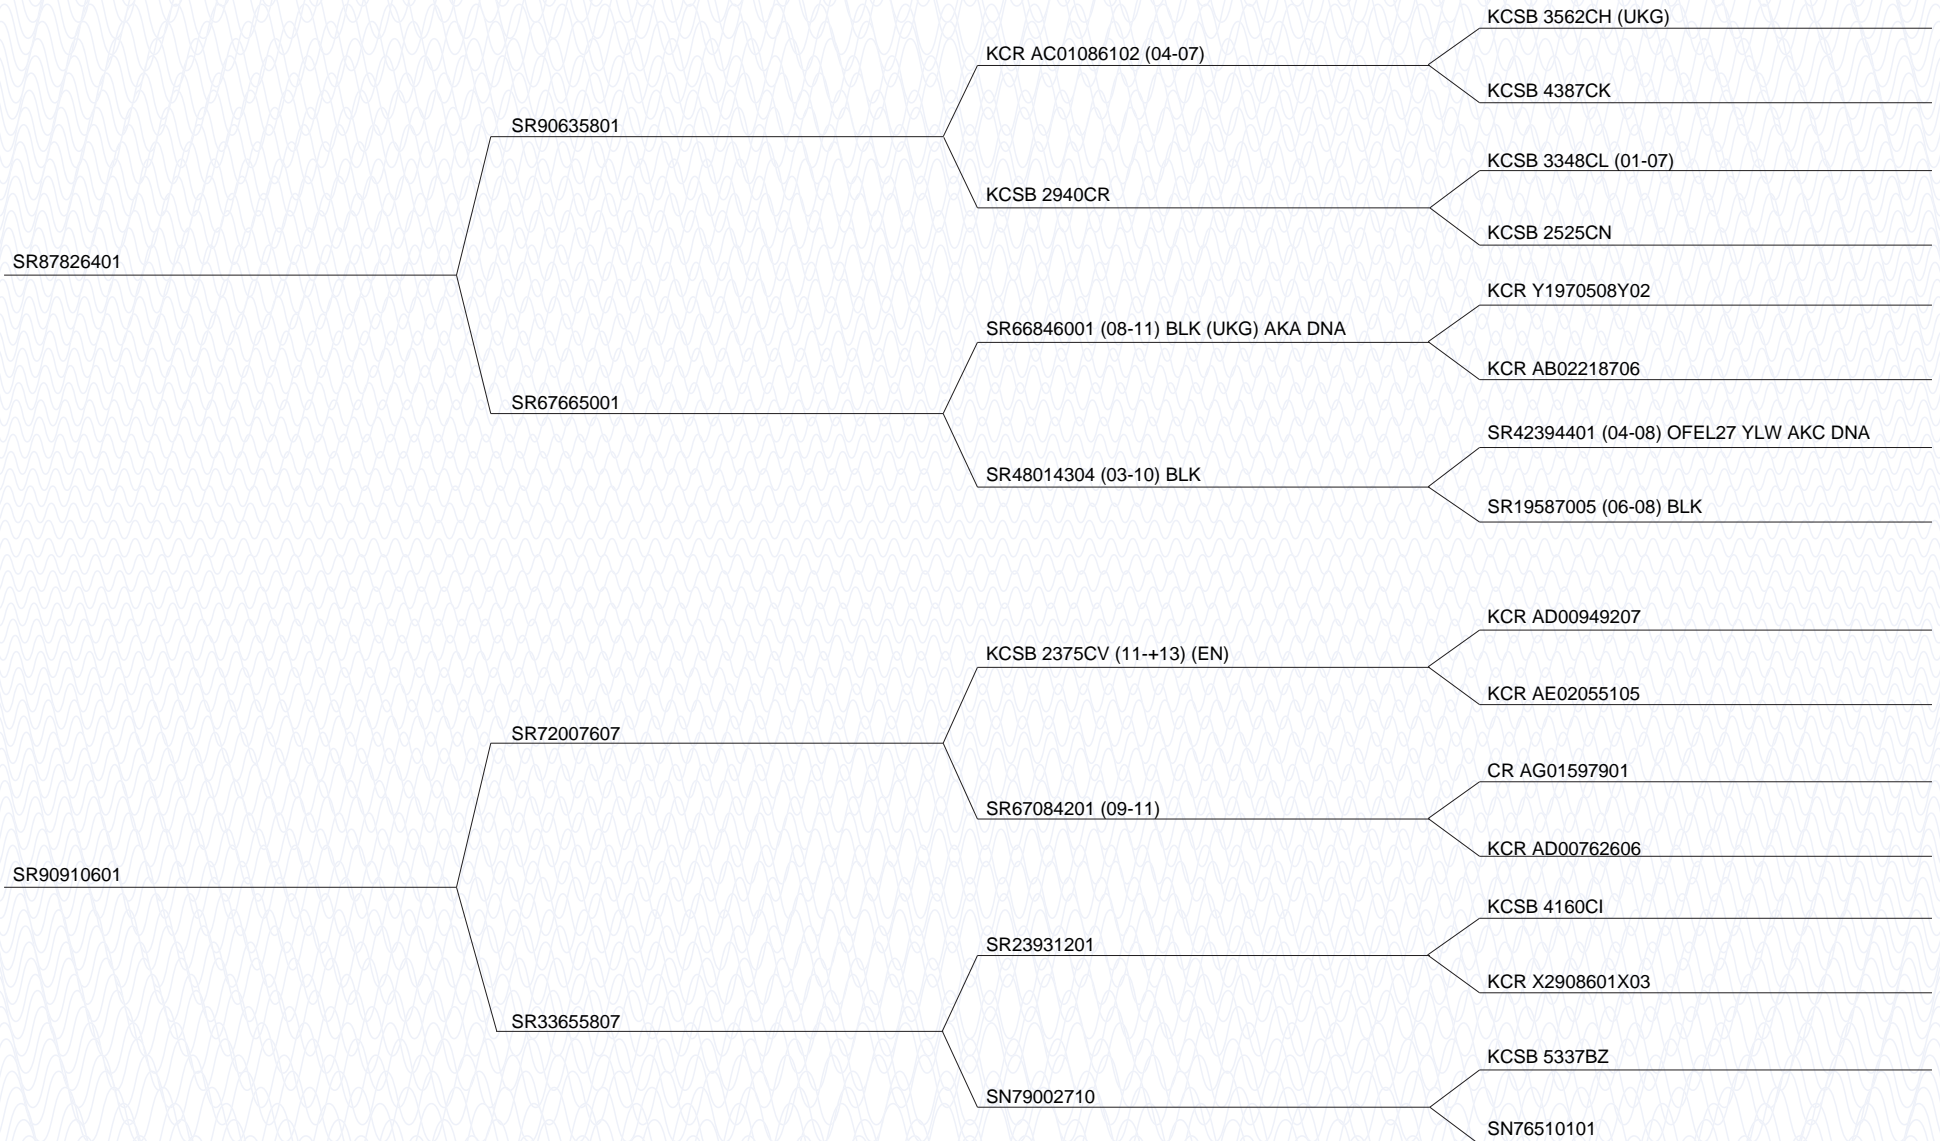 KCSB 3562CH (UKG)
KCR AC01086102 (04-07)
KCSB 4387CK
SR90635801
KCSB 3348CL (01-07)
KCSB 2940CR
KCSB 2525CN
SR87826401
KCR Y1970508Y02
SR66846001 (08-11) BLK (UKG) AKA DNA
KCR AB02218706
SR67665001
SR42394401 (04-08) OFEL27 YLW AKC DNA
SR48014304 (03-10) BLK
SR19587005 (06-08) BLK
KCR AD00949207
KCSB 2375CV (11-+13) (EN)
KCR AE02055105
SR72007607
CR AG01597901
SR67084201 (09-11)
KCR AD00762606
SR90910601
KCSB 4160CI
SR23931201
KCR X2908601X03
SR33655807
KCSB 5337BZ
SN79002710
SN76510101